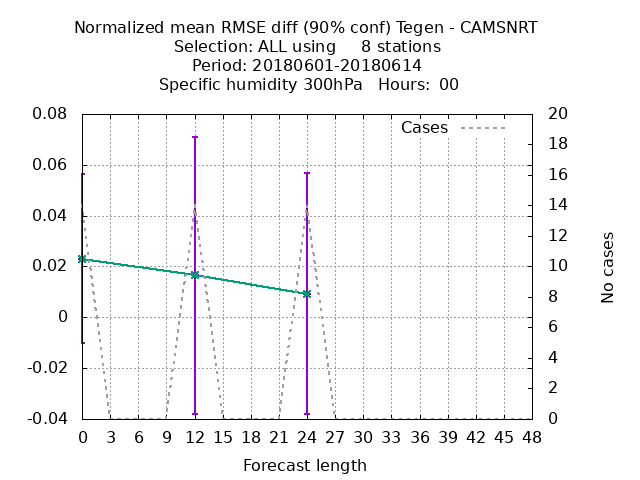 Normalized mean RMSE diff (90% conf) Tegen - CAMSNRT
Selection: ALL using     8 stations
Period: 20180601-20180614
Specific humidity 300hPa   Hours:  00
0.08
0.06
0.04
0.02
0
-0.02
-0.04
Cases
20
18
16
14
12
10
8
6
4
2
0
No cases
0 3 6 9 12 15 18 21 24 27 30 33 36 39 42 45 48
Forecast length